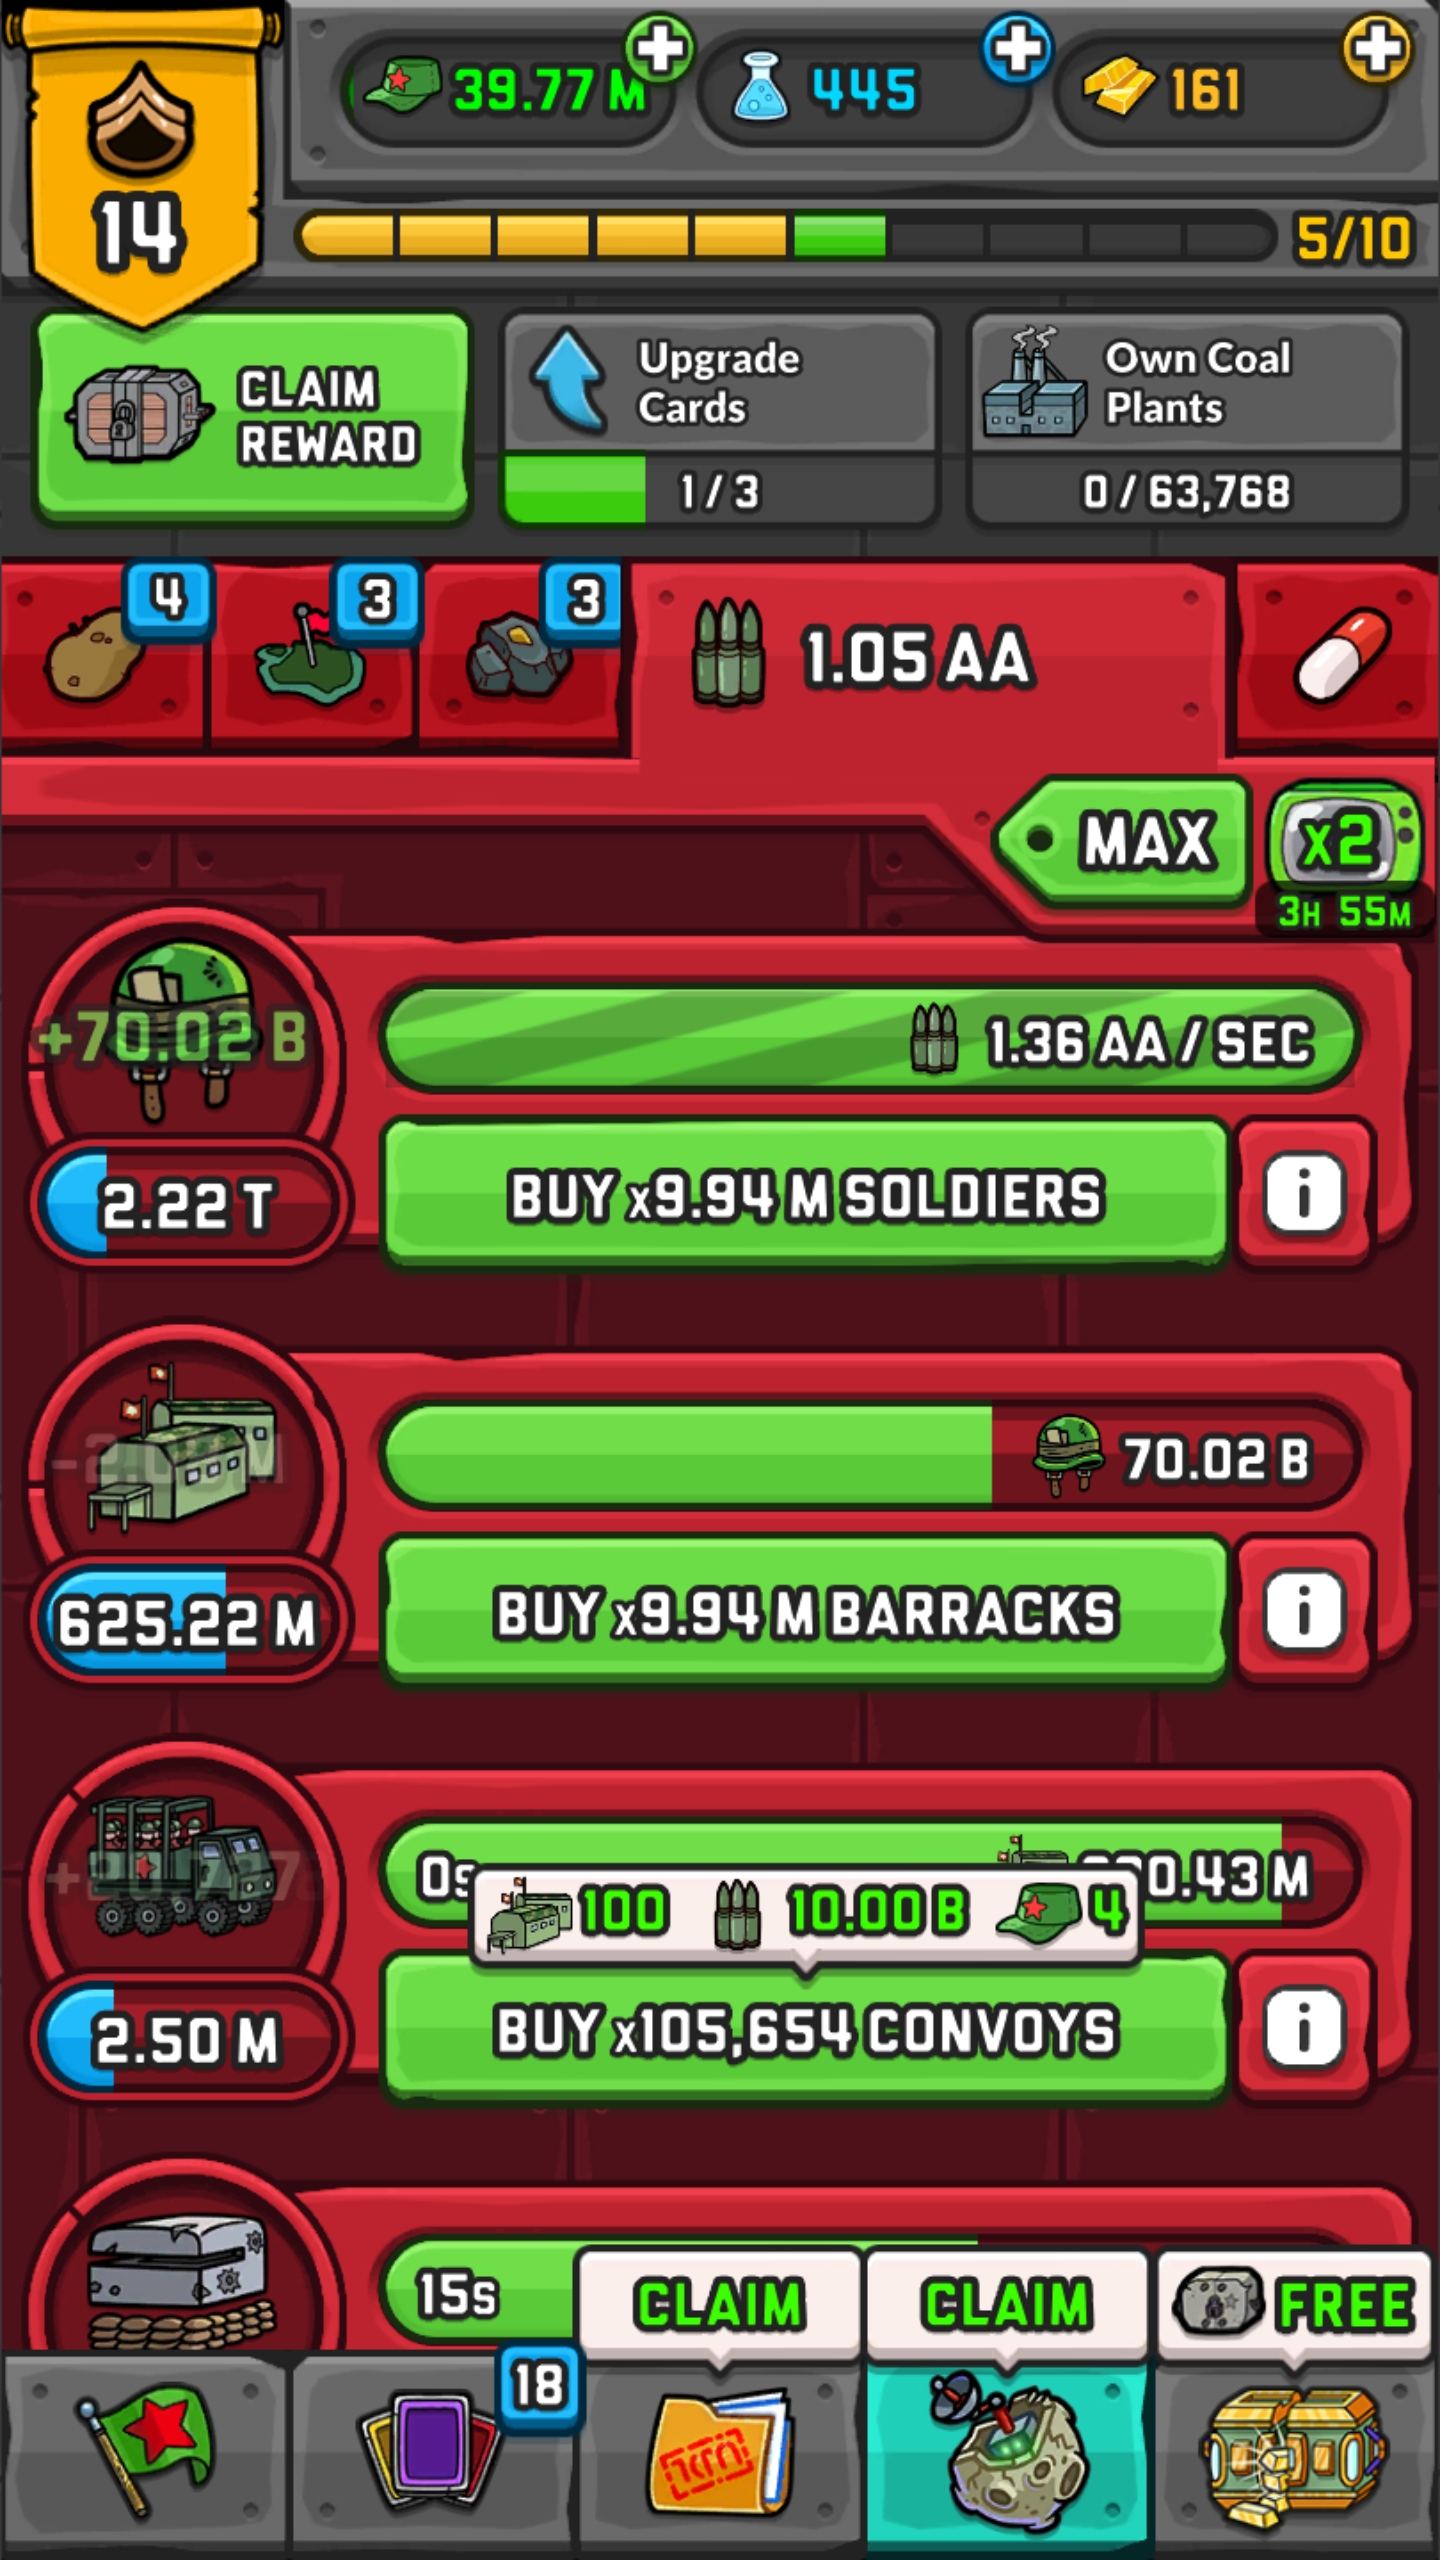 39.77 M
445
161
14
5/10
CLAIM
REWARD
Upgrade
Cards
1 / 3
Own Coal
Plants
0 / 63,768
4
3
3
1.05 AA
MAX
x2
3H 55M
+70.02 B
1.36 AA / SEC
2.22 T
BUY x9.94 M SOLDIERS
70.02 B
625.22 M
BUY x9.94 M BARRACKS
0s
0.43 M
100
10.00 B
4
2.50 M
BUY x105,654 CONVOYS
15s
CLAIM
CLAIM
FREE
18